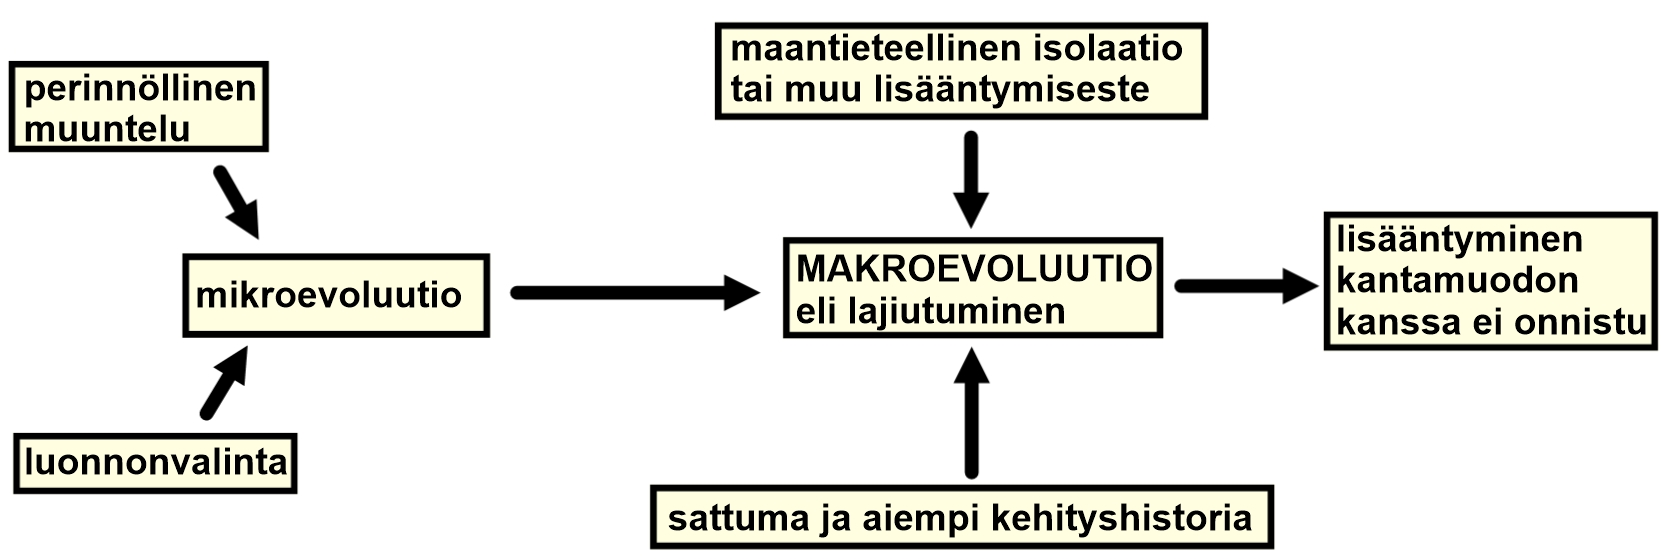 perinnöllinen
muuntelu
luonnonvalinta
mikroevoluutio
maantieteellinen isolaatio
tai muu lisääntymiseste
MAKROEVOLUUTIO
eli lajiutuminen
sattuma ja aiempi kehityshistoria
lisääntyminen
kantamuodon
kanssa ei onnistu